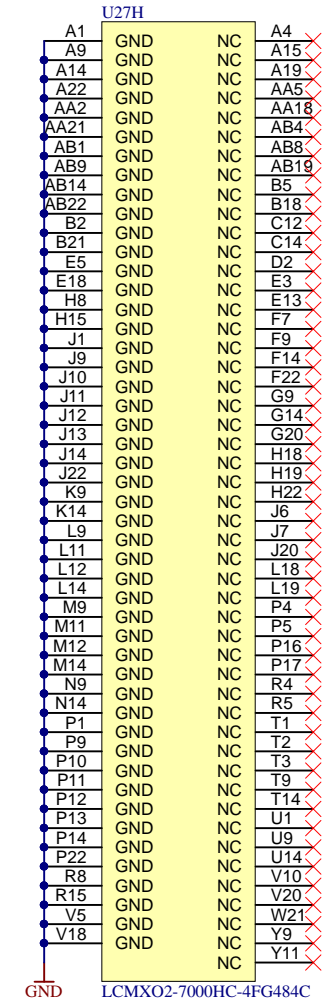 U27H
A1 GND NC A4
A9 GND NC A15
A14 GND NC A19
A22 GND NC AA5
AA2 GND NC AA18
AA21 GND NC AB4
AB1 GND NC AB8
AB9 GND NC AB19
AB14 GND NC B5
AB22 GND NC B18
B2 GND NC C12
B21 GND NC C14
E5 GND NC D2
E18 GND NC E3
H8 GND NC E13
H15 GND NC F7
J1 GND NC F9
J9 GND NC F14
J10 GND NC F22
J11 GND NC G9
J12 GND NC G14
J13 GND NC G20
J14 GND NC H18
J22 GND NC H19
K9 GND NC H22
K14 GND NC J6
L9 GND NC J7
L11 GND NC J20
L12 GND NC L18
L14 GND NC L19
M9 GND NC P4
M11 GND NC P5
M12 GND NC P16
M14 GND NC P17
N9 GND NC R4
N14 GND NC R5
P1 GND NC T1
P9 GND NC T2
P10 GND NC T3
P11 GND NC T9
P12 GND NC T14
P13 GND NC U1
P14 GND NC U9
P22 GND NC U14
R8 GND NC V10
R15 GND NC V20
V5 GND NC W21
V18 GND NC Y9
NC Y11
GND LCMXO2-7000HC-4FG484C